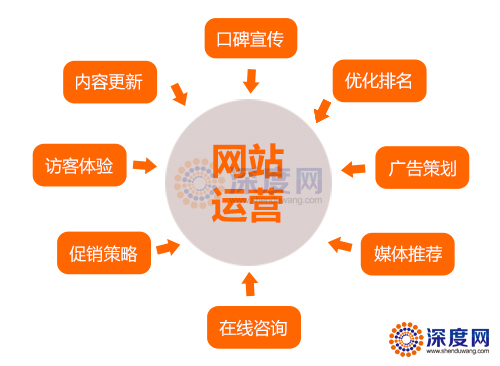 口碑宣传
内容更新
优化排名
访客体验
网站
运营
深度网
www.shenduwang.com
广告策划
促销策略
媒体推荐
在线咨询
深度网
www.shenduwang.com